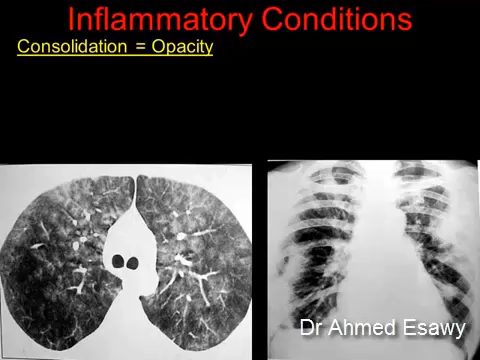 Inflammatory Conditions
Consolidation = Opacity
Dr Ahmed Esawy